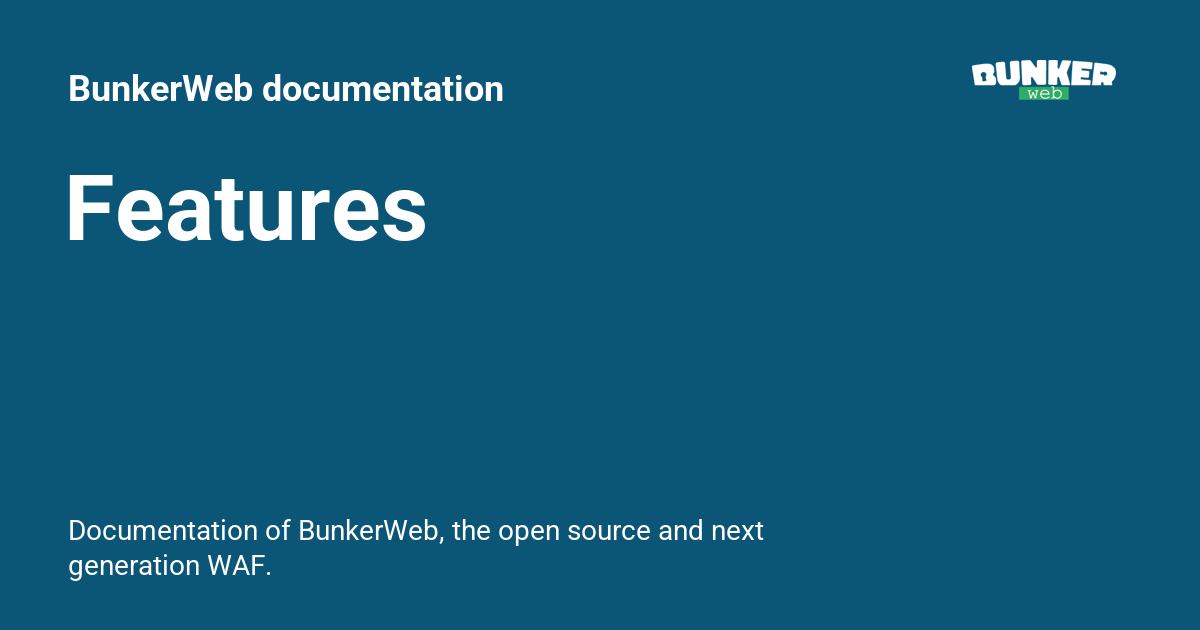 BunkerWeb documentation
BUNKER
web
Features
Documentation of BunkerWeb, the open source and next
generation WAF.